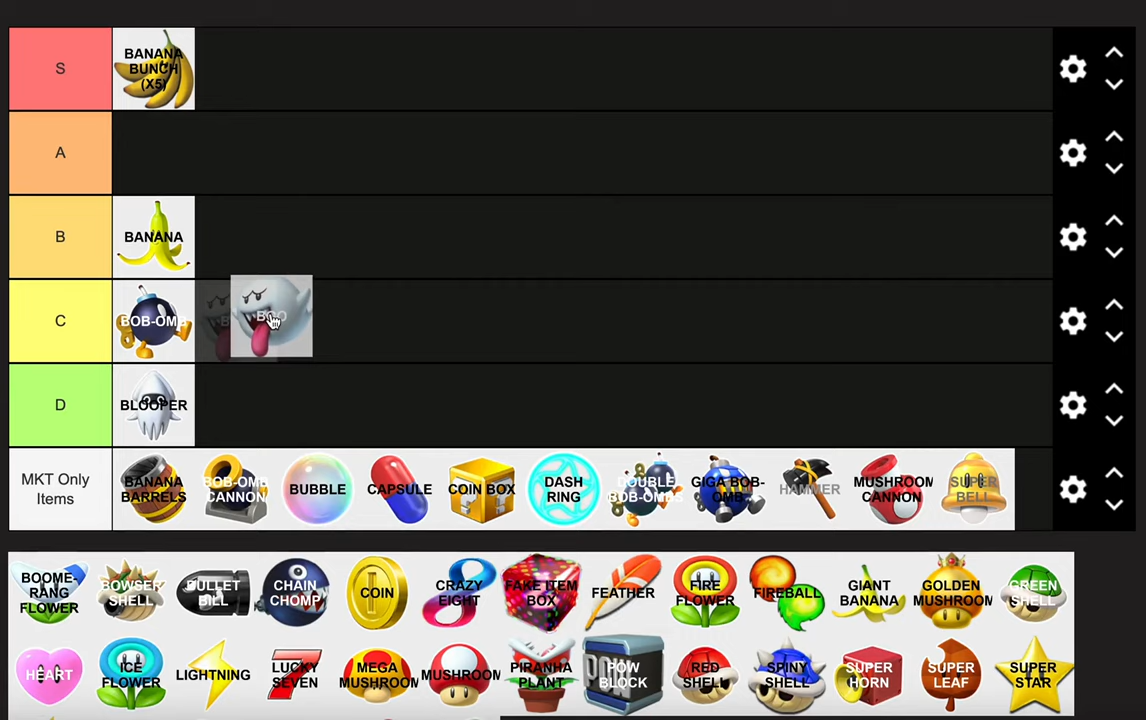 S
BANANA
BUNCH
(X5)
A
B
BANANA
C
BOB-OMB
BOO
D
BLOOPER
MKT Only
Items
BANANA
BARRELS
BOB-OMB
CANNON
BUBBLE
CAPSULE
COIN BOX
DASH
RING
DOUBLE
BOB-OMBS
GIGA BOB-
OMB
HAMMER
MUSHROOM
CANNON
SUPER
BELL
BOOME-
RANG
FLOWER
BOWSER
SHELL
BULLET
BILL
CHAIN
CHOMP
COIN
CRAZY
EIGHT
FAKE ITEM
BOX
FEATHER
FIRE
FLOWER
FIREBALL
GIANT
BANANA
GOLDEN
MUSHROOM
GREEN
SHELL
HEART
ICE
FLOWER
LIGHTNING
LUCKY
SEVEN
MEGA
MUSHROOM
MUSHROOM
PIRANHA
PLANT
POW
BLOCK
RED
SHELL
SPINY
SHELL
SUPER
HORN
SUPER
LEAF
SUPER
STAR